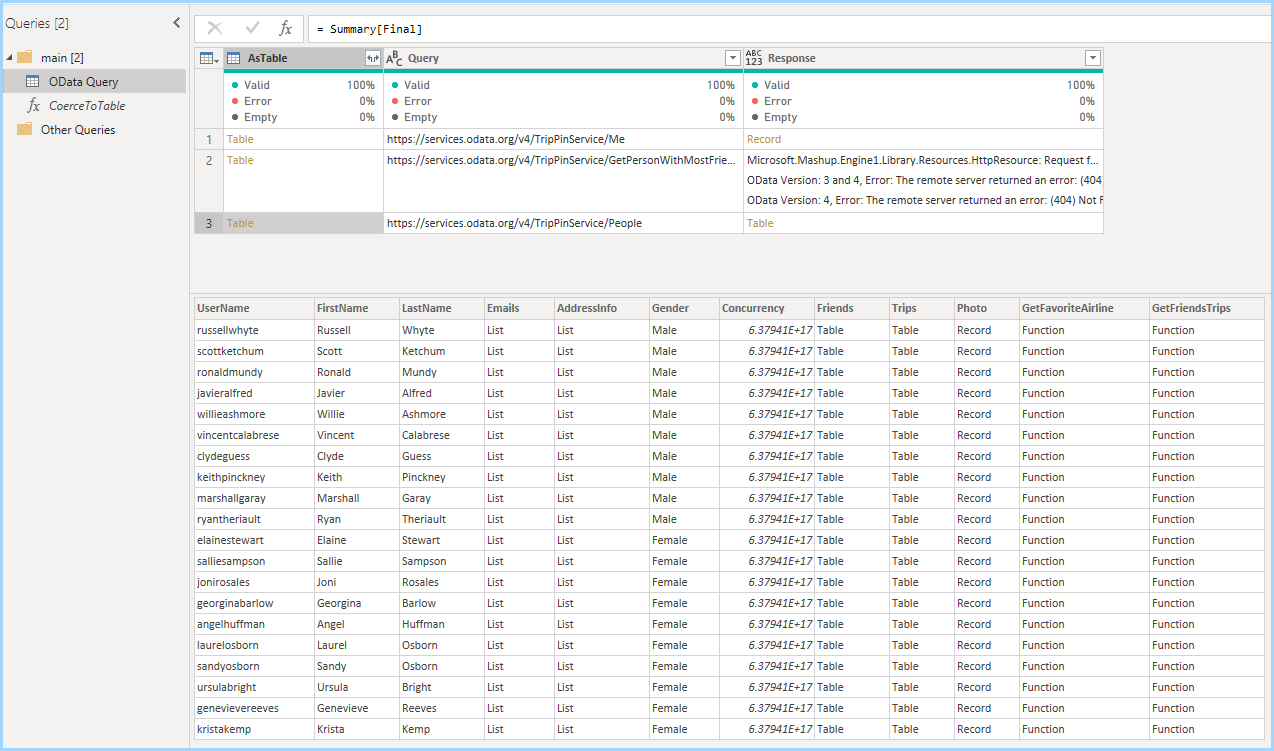 Queries [2]
= Summary[Final]
main [2]
OData Query
CoerceToTable
Other Queries
AsTable Query Response
Valid 100% Valid 100% Valid 100%
Error 0% Error 0% Error 0%
Empty 0% Empty 0% Empty 0%
1 Table https://services.odata.org/v4/TripPinService/Me Record
2 Table https://services.odata.org/v4/TripPinService/GetPersonWithMostFrie... Microsoft.Mashup.Engine1.Library.Resources.HttpResource: Request f...
OData Version: 3 and 4, Error: The remote server returned an error: (404)
OData Version: 4, Error: The remote server returned an error: (404) Not F
3 Table https://services.odata.org/v4/TripPinService/People Table
UserName FirstName LastName Emails AddressInfo Gender Concurrency Friends Trips Photo GetFavoriteAirline GetFriendsTrips
russellwhyte Russell Whyte List List Male 6.37941E+17 Table Table Record Function Function
scottketchum Scott Ketchum List List Male 6.37941E+17 Table Table Record Function Function
ronaldmundy Ronald Mundy List List Male 6.37941E+17 Table Table Record Function Function
javieralfred Javier Alfred List List Male 6.37941E+17 Table Table Record Function Function
willieashmore Willie Ashmore List List Male 6.37941E+17 Table Table Record Function Function
vincentcalabrese Vincent Calabrese List List Male 6.37941E+17 Table Table Record Function Function
clydeguess Clyde Guess List List Male 6.37941E+17 Table Table Record Function Function
keithpinckney Keith Pinckney List List Male 6.37941E+17 Table Table Record Function Function
marshallgaray Marshall Garay List List Male 6.37941E+17 Table Table Record Function Function
ryantheriault Ryan Theriault List List Male 6.37941E+17 Table Table Record Function Function
elainestewart Elaine Stewart List List Female 6.37941E+17 Table Table Record Function Function
salliesampson Sallie Sampson List List Female 6.37941E+17 Table Table Record Function Function
jonirosales Joni Rosales List List Female 6.37941E+17 Table Table Record Function Function
georginabarlow Georgina Barlow List List Female 6.37941E+17 Table Table Record Function Function
angelhuffman Angel Huffman List List Female 6.37941E+17 Table Table Record Function Function
laurelosborn Laurel Osborn List List Female 6.37941E+17 Table Table Record Function Function
sandyosborn Sandy Osborn List List Female 6.37941E+17 Table Table Record Function Function
ursulabright Ursula Bright List List Female 6.37941E+17 Table Table Record Function Function
genevievereeves Genevieve Reeves List List Female 6.37941E+17 Table Table Record Function Function
kristakemp Krista Kemp List List Female 6.37941E+17 Table Table Record Function Function